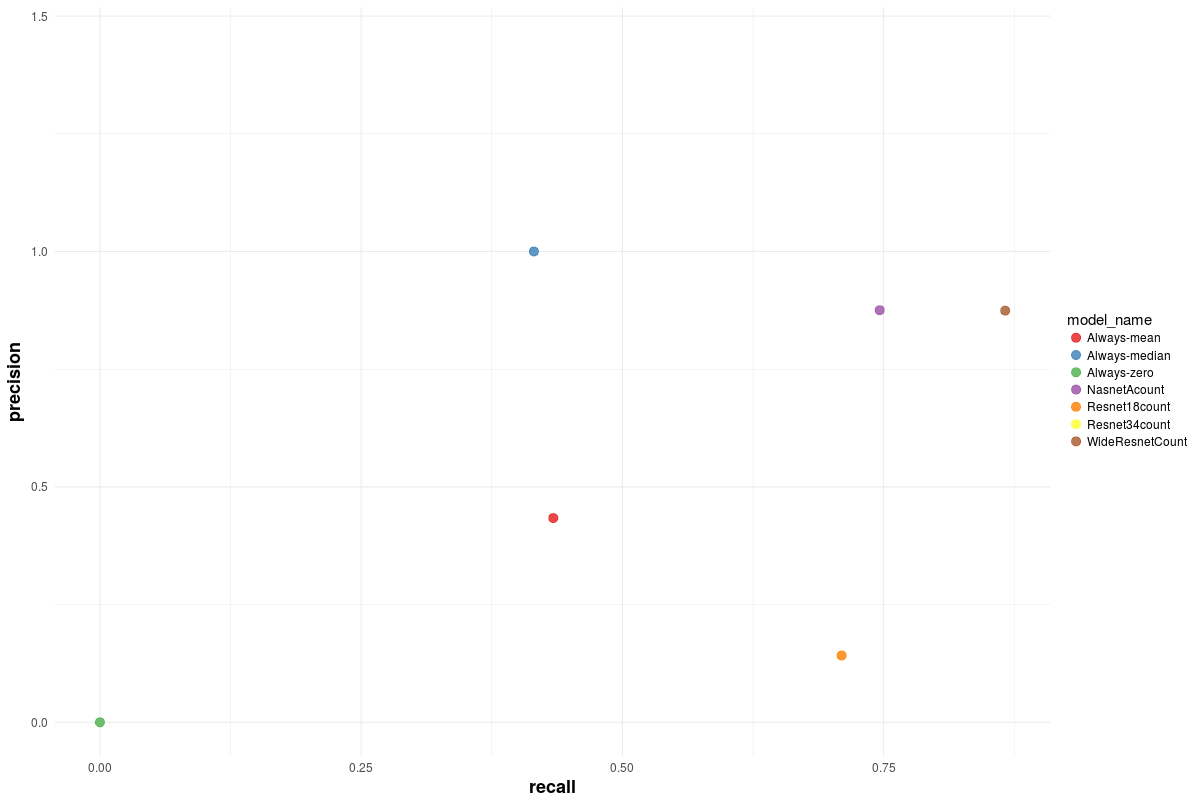 1.5
1.0
0.5
0.0
precision
0.00
0.25
0.50
0.75
recall
model_name
Always-mean
Always-median
Always-zero
NasnetAcount
Resnet18count
Resnet34count
WideResnetCount